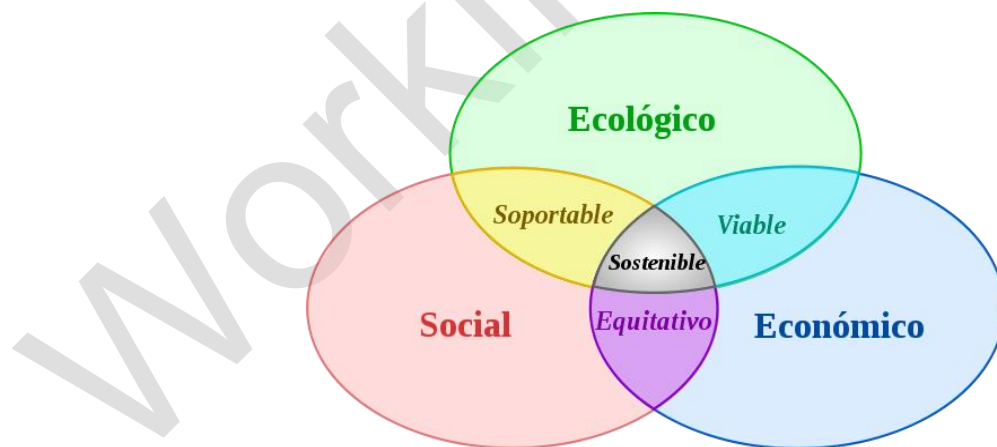 Ecológico
Soportable
Viable
Sostenible
Social
Equitativo
Económico